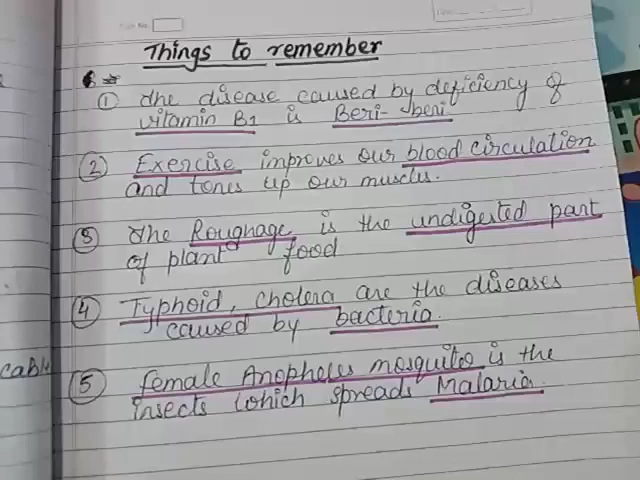 Things to remember
① The disease caused by deficiency of
vitamin B1 is Beri-beri
② Exercise improves our blood circulation
and tones up our muscles.
③ The Roughage is the undigested part
of plant food
④ Typhoid, cholera are the diseases
caused by bacteria.
cable
⑤ female Anopheles mosquito is the
insects which spreads Malaria.